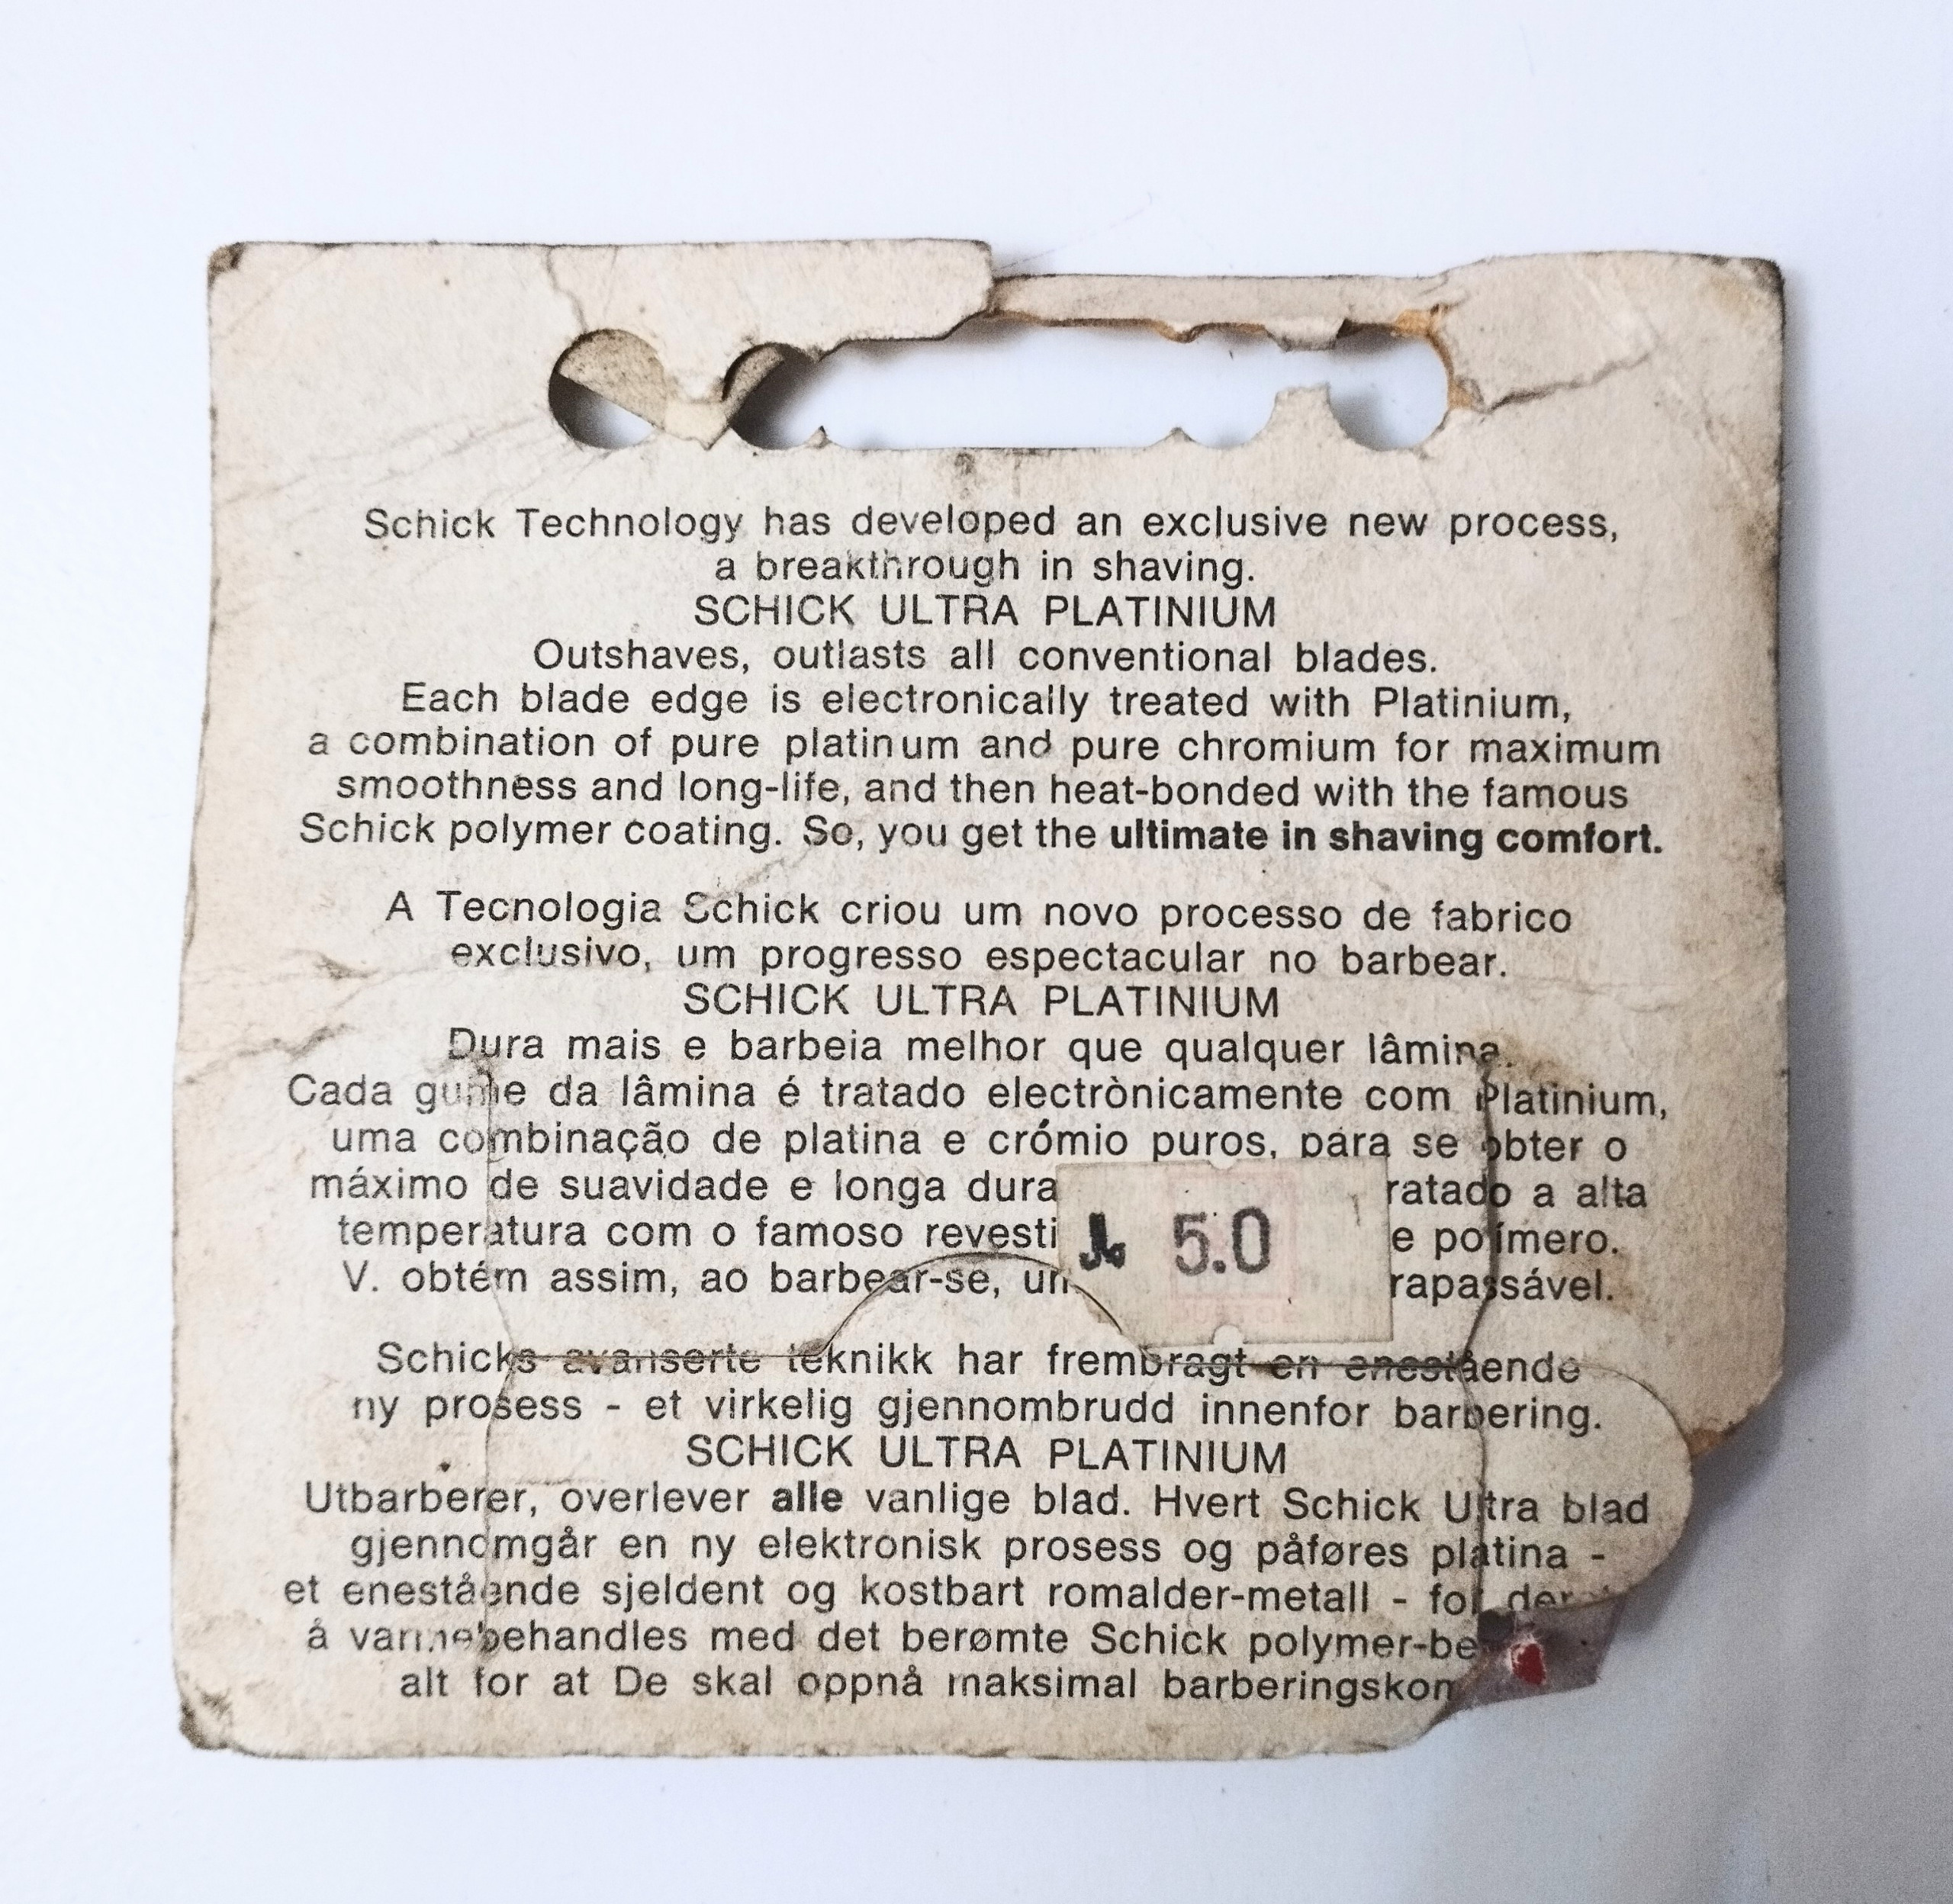 Schick Technology has developed an exclusive new process,
a breakthrough in shaving.
SCHICK ULTRA PLATINIUM
Outshaves, outlasts all conventional blades.
Each blade edge is electronically treated with Platinium,
a combination of pure platinum and pure chromium for maximum
smoothness and long-life, and then heat-bonded with the famous
Schick polymer coating. So, you get the ultimate in shaving comfort.
A Tecnologia Schick criou um novo processo de fabrico
exclusivo, um progresso espectacular no barbear.
SCHICK ULTRA PLATINIUM
Dura mais e barbeia melhor que qualquer lâmina.
Cada gume da lâmina é tratado electrònicamente com Platinium,
uma combinação de platina e crómio puros, para se obter o
máximo de suavidade e longa dura ratado a alta
temperatura com o famoso revesti e polímero.
V. obtém assim, ao barbear-se, rapassável.
5.0
Schicks avanserte teknikk har frembragt en enestående
ny prosess - et virkelig gjennombrudd innenfor barbering.
SCHICK ULTRA PLATINIUM
Utbarberer, overlever alle vanlige blad. Hvert Schick Ultra blad
gjennomgår en ny elektronisk prosess og påføres platina -
et enestående sjeldent og kostbart romalder-metall - for
å varmebehandles med det berømte Schick polymer-be
alt for at De skal oppnå maksimal barberingskom